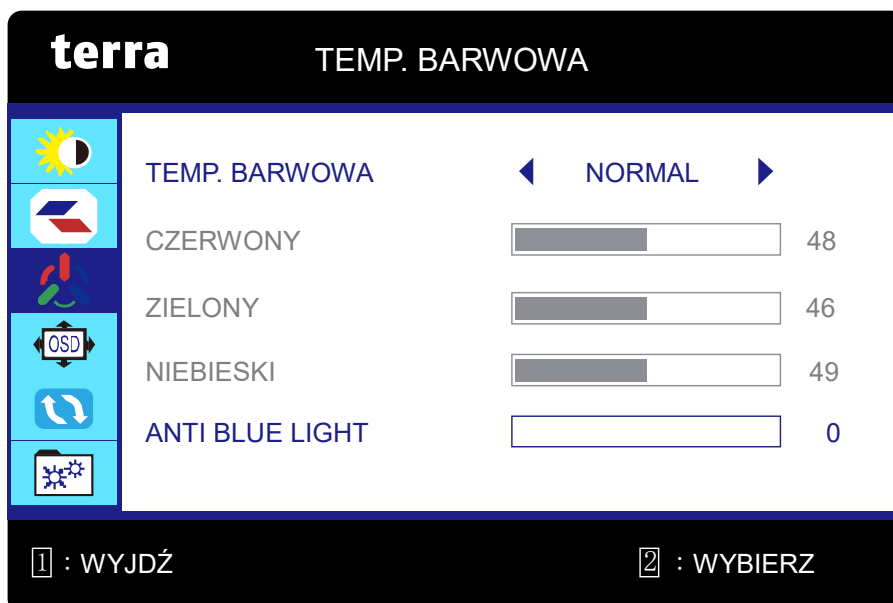 terra TEMP. BARWOWA
TEMP. BARWOWA NORMAL
CZERWONY 48
ZIELONY 46
OSD
NIEBIESKI 49
ANTI BLUE LIGHT 0
1 : WYJDŹ 2 : WYBIERZ